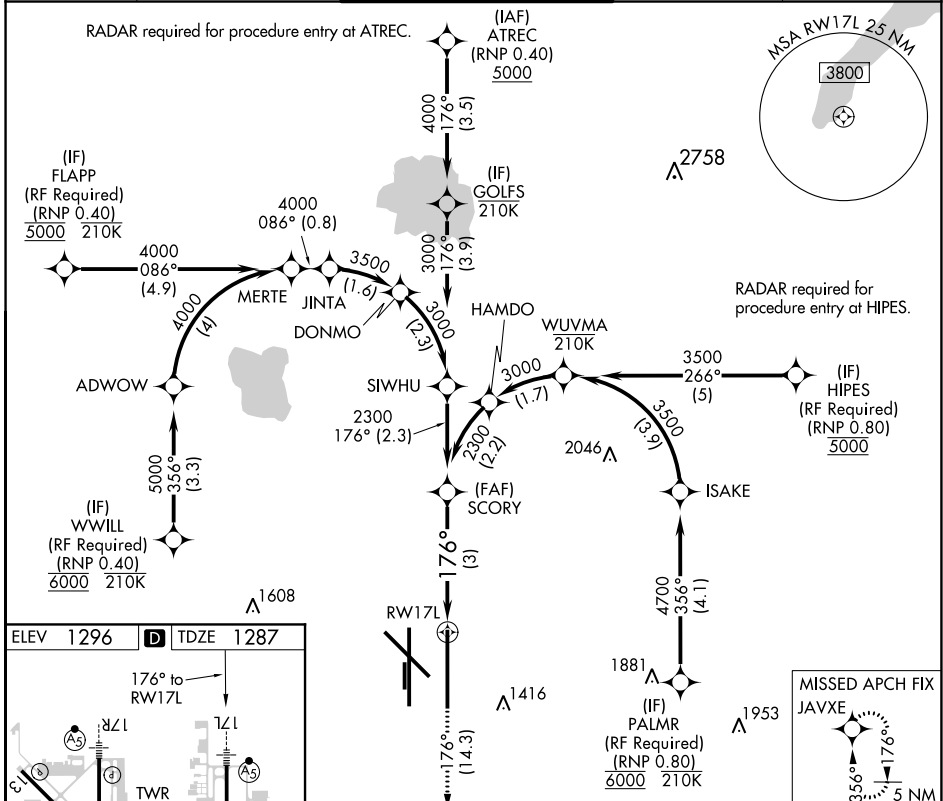 RADAR required for procedure entry at ATREC.
(IAF)
ATREC
(RNP 0.40)
5000
MSA RW17L 25 NM
3800
4000
176°
(3.5)
(IF)
FLAPP
(RF Required)
(RNP 0.40)
5000 210K
(IF)
GOLFS
210K
2758
4000
086° (0.8)
3000
176°
(3.9)
4000
086°
(4.9)
MERTE
JINTA
3500
(1.6)
DONMO
4000
(4)
3000
(2.3)
HAMDO
WUVMA
210K
RADAR required for
procedure entry at HIPES.
3500
266°
(5)
(IF)
HIPES
(RF Required)
(RNP 0.80)
5000
ADWOW
SIWHU
3000
(1.7)
2300
176° (2.3)
2300
(2.2)
3500
(3.9)
2046
5000
356°
(3.3)
(FAF)
SCORY
ISAKE
(IF)
WWILL
(RF Required)
(RNP 0.40)
6000 210K
176°
(3)
4700
356°
(4.1)
1608
RW17L
ELEV 1296 D TDZE 1287
176° to
RW17L
17R
17L
A5
A5
P
P
13
TWR
1416
176°
(14.3)
1881
(IF)
PALMR
(RF Required)
(RNP 0.80)
6000 210K
1953
MISSED APCH FIX
JAVXE
176°
356°
5 NM